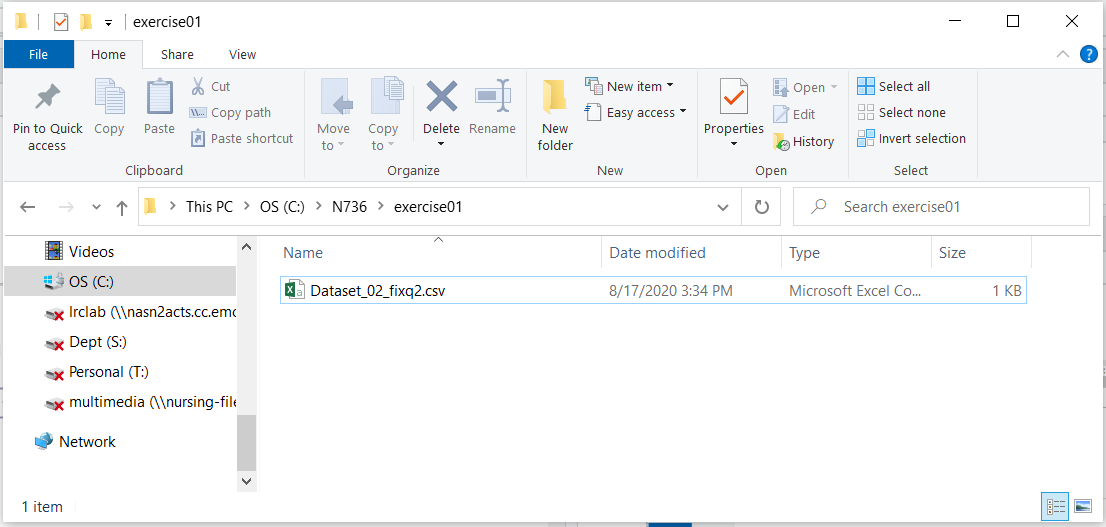 exercise01
File Home Share View
Pin to Quick access
Copy
Paste
Cut
Copy path
Paste shortcut
Clipboard
Move to
Copy to
Delete
Rename
Organize
New folder
New item
Easy access
New
Properties
Open
Edit
History
Open
Select all
Select none
Invert selection
Select
This PC > OS (C:) > N736 > exercise01
Search exercise01
Name Date modified Type Size
Dataset_02_fixq2.csv 8/17/2020 3:34 PM Microsoft Excel Co... 1 KB
Videos
OS (C:)
lrclab (\\nasn2acts.cc.emo
Dept (S:)
Personal (T:)
multimedia (\\nursing-file
Network
1 item